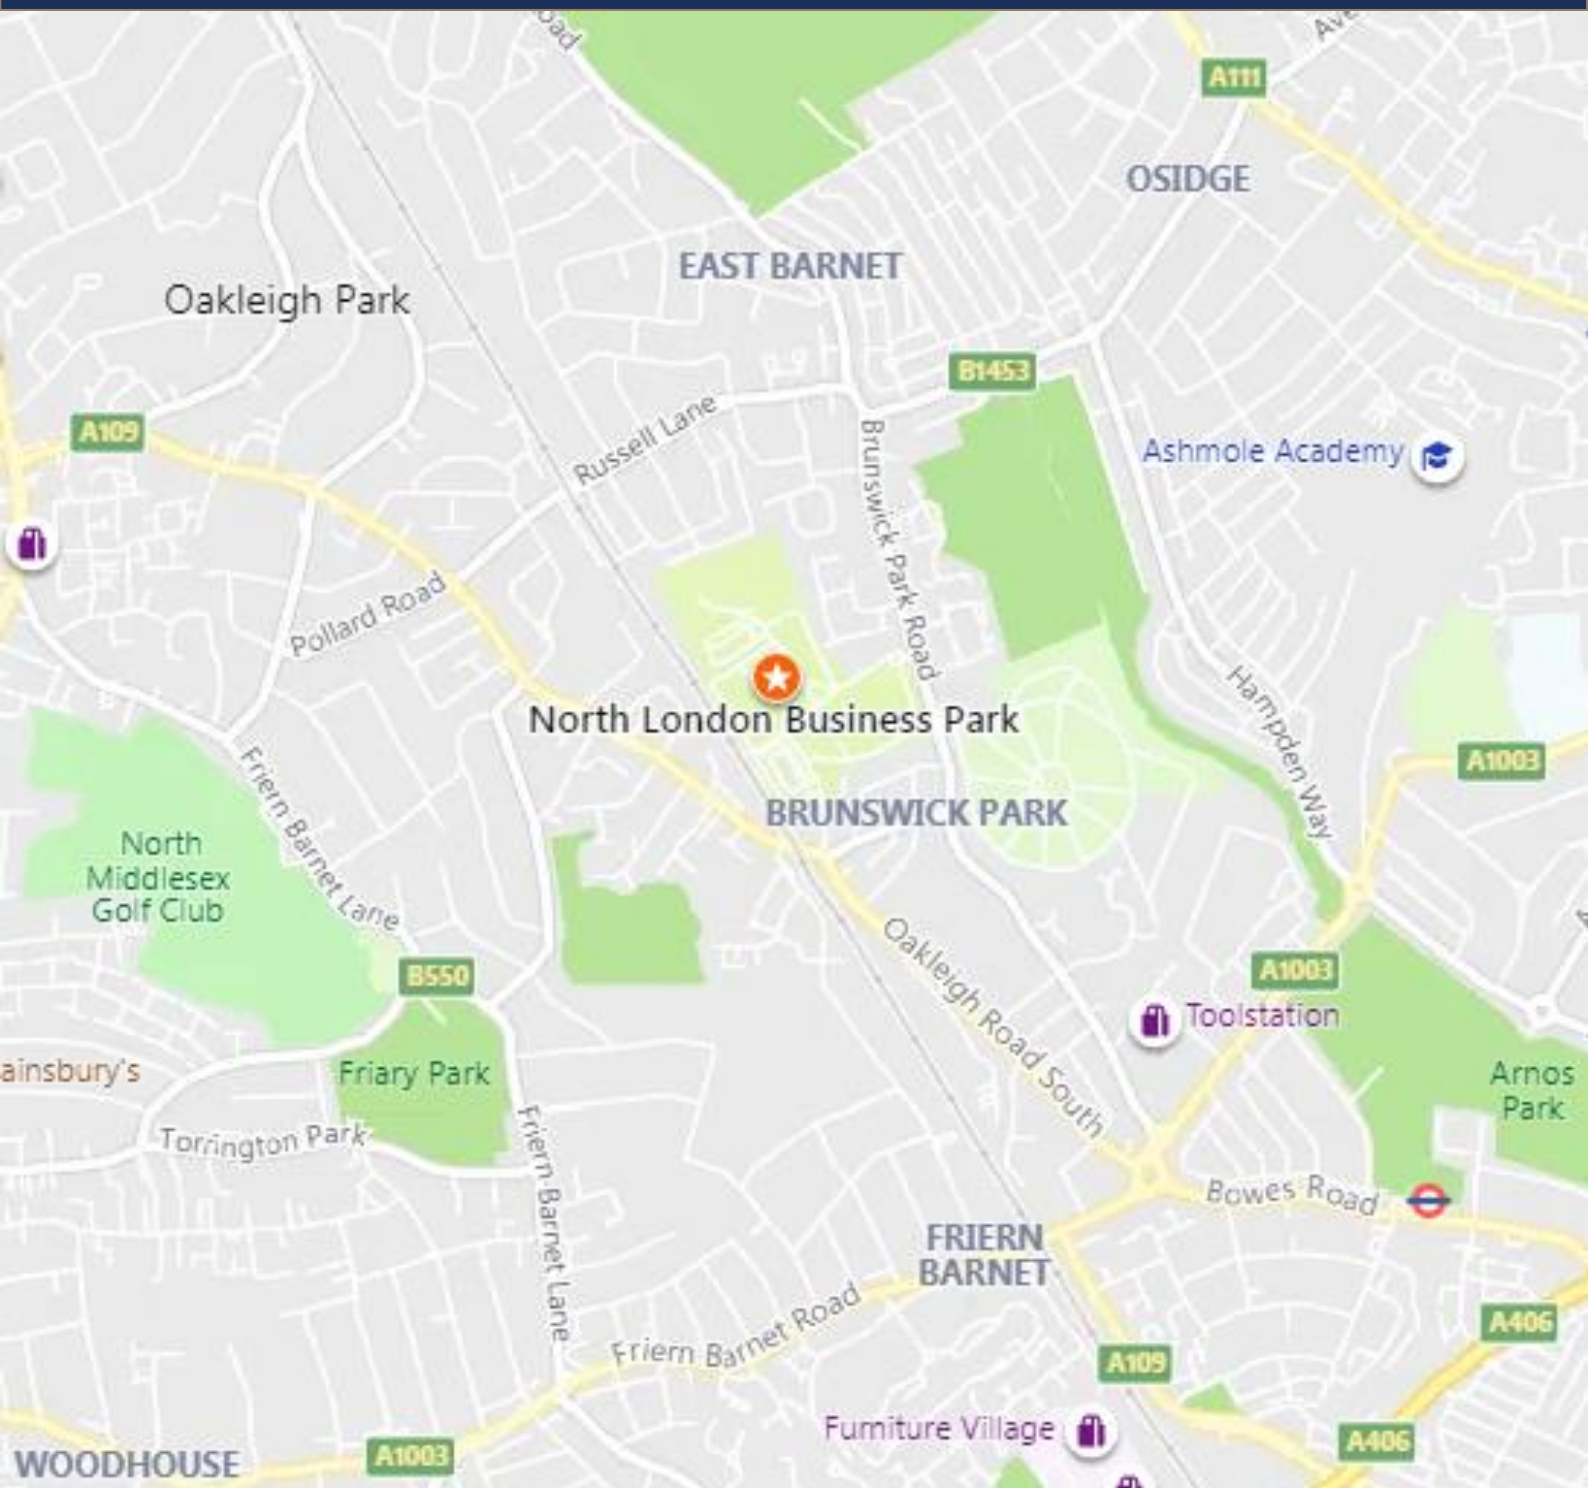 oad
Ave
A111
OSIDGE
EAST BARNET
Oakleigh Park
B1453
A109
Russell Lane
Brunswick Park Road
Ashmole Academy
Pollard Road
North London Business Park
Hampden Way
A1003
Friern Barnet Lane
BRUNSWICK PARK
North
Middlesex
Golf Club
Oakleigh Road South
B550
A1003
Toolstation
ainsbury's
Friary Park
Arnos
Park
Torrington Park
Friern Barnet Lane
Bowes Road
FRIERN
BARNET
Friern Barnet Road
A406
A109
Furniture Village
A406
WOODHOUSE
A1003